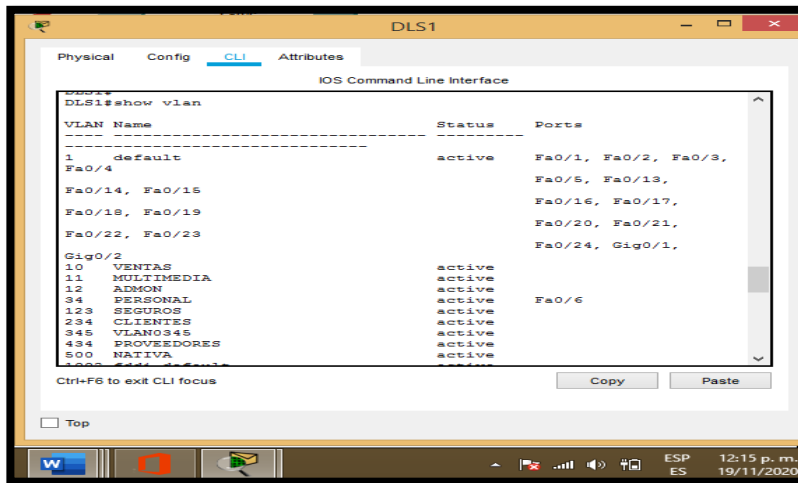 DLS1
Physical Config CLI Attributes
IOS Command Line Interface
DLS1#
DLS1#show vlan
VLAN Name Status Ports
---- -------------------------------- --------- -------------------------------
1 default active Fa0/1, Fa0/2, Fa0/3,
Fa0/4
Fa0/5, Fa0/13,
Fa0/14, Fa0/15
Fa0/16, Fa0/17,
Fa0/18, Fa0/19
Fa0/20, Fa0/21,
Fa0/22, Fa0/23
Fa0/24, Gig0/1,
Gig0/2
10 VENTAS active
11 MULTIMEDIA active
12 ADMON active
34 PERSONAL active Fa0/6
123 SEGUROS active
234 CLIENTES active
345 VLAN0345 active
434 PROVEEDORES active
500 NATIVA active
Ctrl+F6 to exit CLI focus
Copy Paste
Top
ESP 12:15 p. m.
ES 19/11/2020